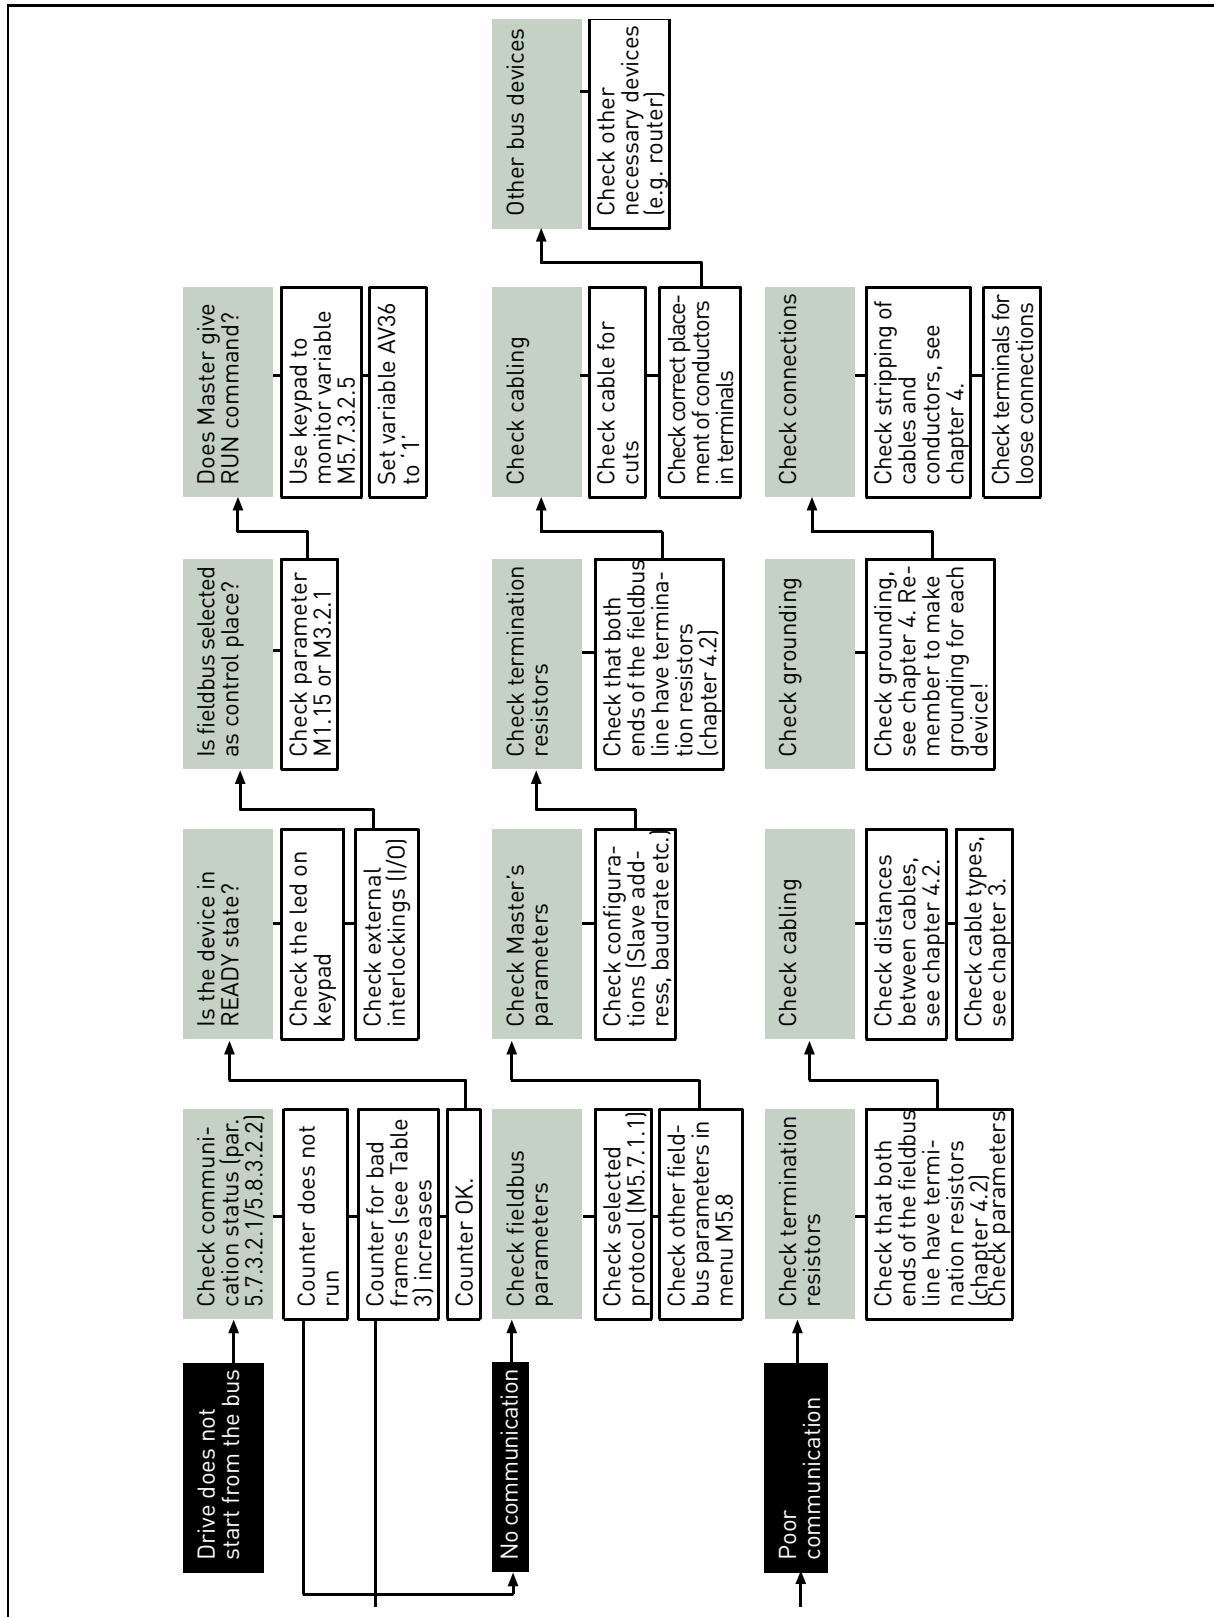 Drive does not
start from the bus
Check communi-
cation status (par.
5.7.3.2.1/5.8.3.2.2)
Counter does not
run
Counter for bad
frames (see Table
3) increases
Counter OK.
Is the device in
READY state?
Check the led on
keypad
Check external
interlockings (I/O)
Is fieldbus selected
as control place?
Check parameter
M1.15 or M3.2.1
Does Master give
RUN command?
Use keypad to
monitor variable
M5.7.3.2.5
Set variable AV36
to ‘1’
No communication
Check fieldbus
parameters
Check selected
protocol (M5.7.1.1)
Check other field-
bus parameters in
menu M5.8
Check Master's
parameters
Check configura-
tions (Slave add-
ress, baudrate etc.)
Check termination
resistors
Check that both
ends of the fieldbus
line have termina-
tion resistors
(chapter 4.2)
Check cabling
Check cable for
cuts
Check correct place-
ment of conductors
in terminals
Other bus devices
Check other
necessary devices
(e.g. router)
Poor
communication
Check termination
resistors
Check that both
ends of the fieldbus
line have termi-
nation resistors
(chapter 4.2)
Check parameters
Check cabling
Check distances
between cables,
see chapter 4.2.
Check cable types,
see chapter 3.
Check grounding
Check grounding,
see chapter 4. Re-
member to make
grounding for each
device!
Check connections
Check stripping of
cables and
conductors, see
chapter 4.
Check terminals for
loose connections